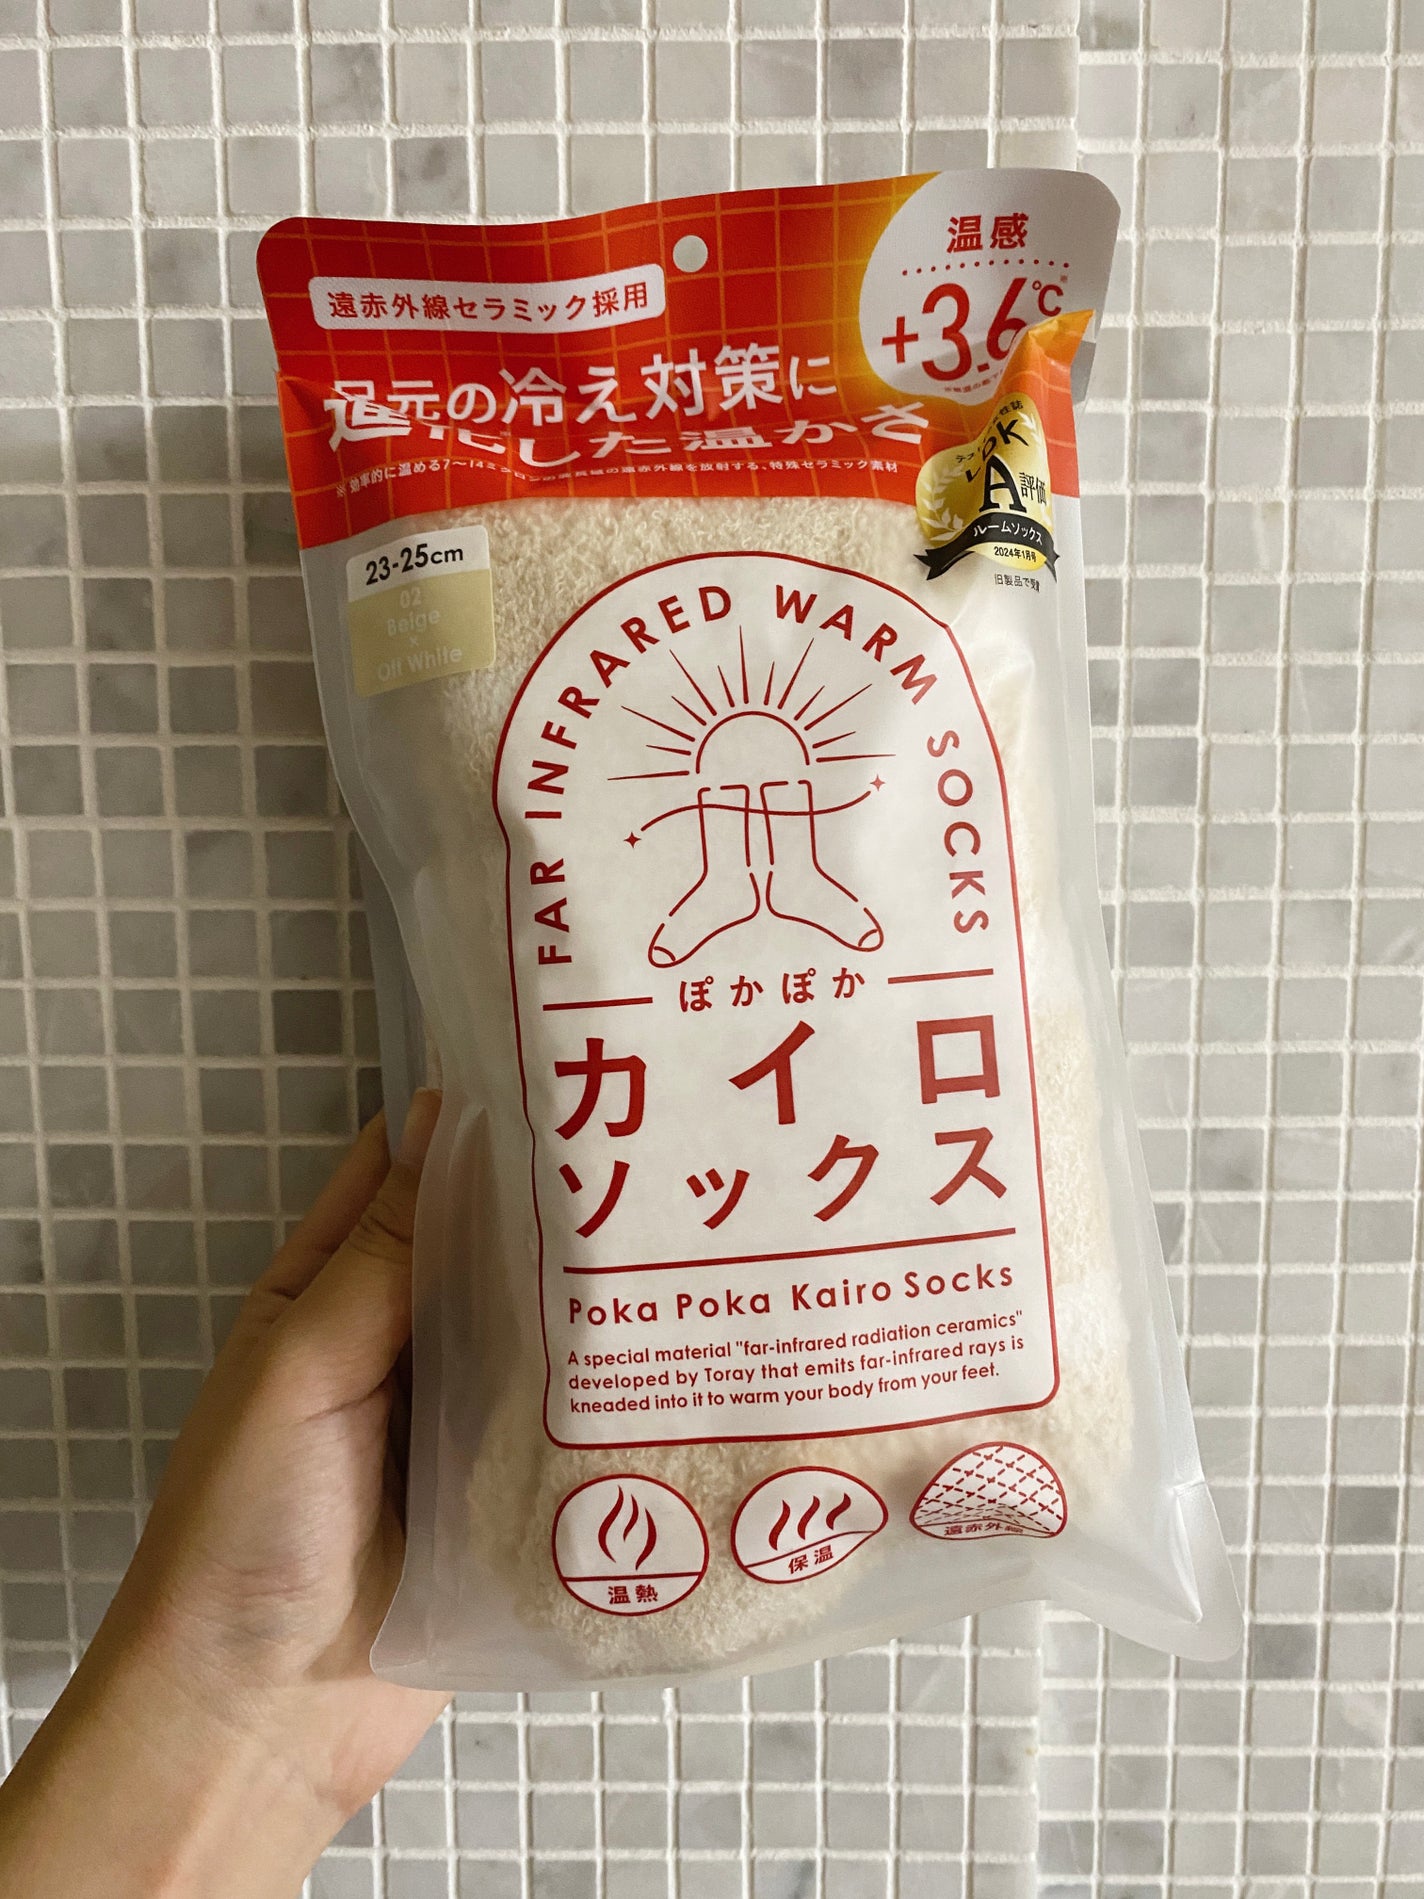 遠赤外線セラミック採用
足元の冷え対策に
進化した温かさ
温感
+3.6℃
23-25cm
02
Beige
×
Off White
LDK
A評価
ルームソックス
2024年1月号
旧製品で受賞
FAR INFRARED WARM SOCKS
ぽかぽか
カイロ
ソックス
Poka Poka Kairo Socks
A special material "far-infrared radiation ceramics"
developed by Toray that emits far-infrared rays is
kneaded into it to warm your body from your feet.
温熱
保温
遠赤外線